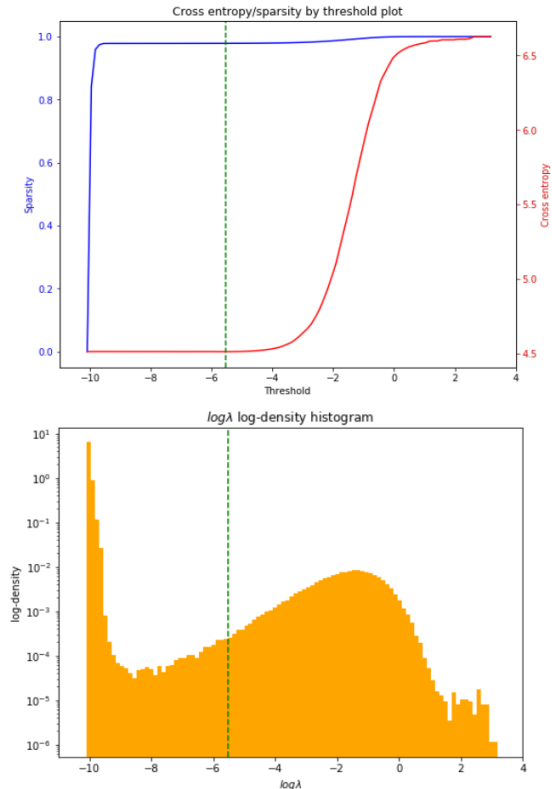 Cross entropy/sparsity by threshold plot
1.0
0.8
0.6
0.4
0.2
0.0
Sparsity
6.5
6.0
5.5
5.0
4.5
Cross entropy
−10 −8 −6 −4 −2 0 2 4
Threshold
logλ log-density histogram
10¹
10⁰
10⁻¹
10⁻²
10⁻³
10⁻⁴
10⁻⁵
10⁻⁶
log-density
−10 −8 −6 −4 −2 0 2 4
logλ